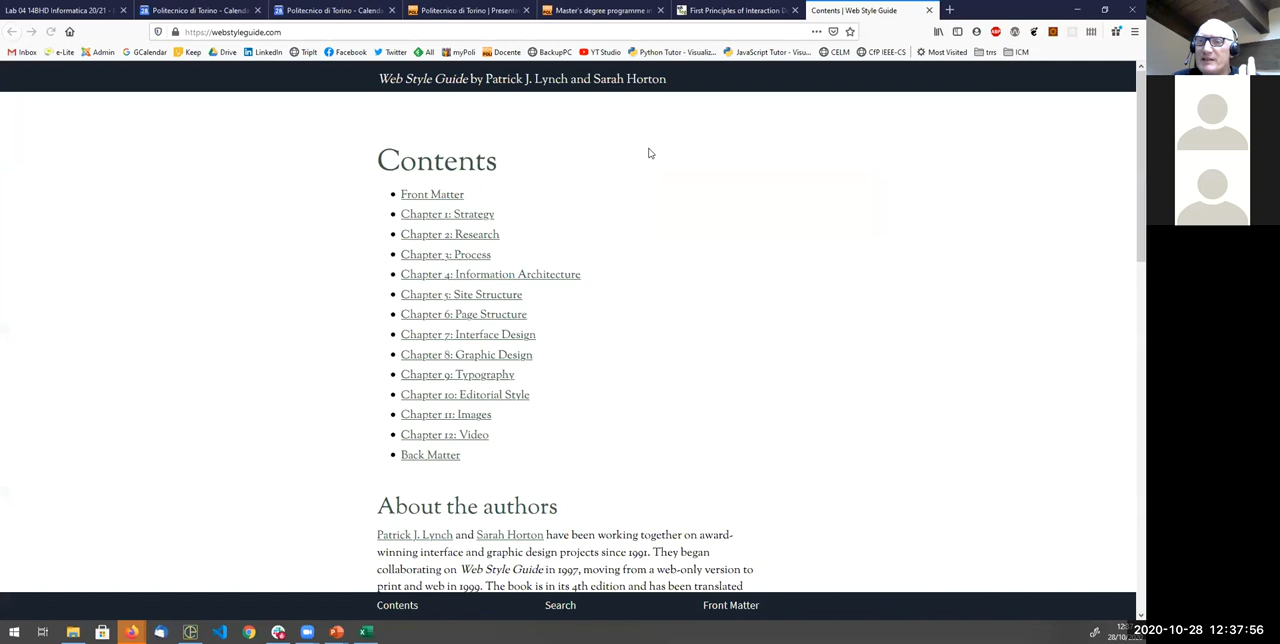 Lab 04 14BHD Informatica 20/21 -
Politecnico di Torino - Calenda
Politecnico di Torino - Calenda
Politecnico di Torino | Presentat
Master's degree programme in
First Principles of Interaction D
Contents | Web Style Guide
https://webstyleguide.com
Inbox
e-Lite
Admin
GCalendar
Keep
Drive
LinkedIn
TripIt
Facebook
Twitter
All
myPoli
Docente
BackupPC
YT Studio
Python Tutor - Visualiz...
JavaScript Tutor - Visu...
CELM
CfP IEEE-CS
Most Visited
trrs
ICM
Web Style Guide by Patrick J. Lynch and Sarah Horton
Contents
• Front Matter
• Chapter 1: Strategy
• Chapter 2: Research
• Chapter 3: Process
• Chapter 4: Information Architecture
• Chapter 5: Site Structure
• Chapter 6: Page Structure
• Chapter 7: Interface Design
• Chapter 8: Graphic Design
• Chapter 9: Typography
• Chapter 10: Editorial Style
• Chapter 11: Images
• Chapter 12: Video
• Back Matter
About the authors
Patrick J. Lynch and Sarah Horton have been working together on award-
winning interface and graphic design projects since 1991. They began
collaborating on Web Style Guide in 1997, moving from a web-only version to
print and web in 1999. The book is in its 4th edition and has been translated
Contents
Search
Front Matter
2020-10-28 12:37:56